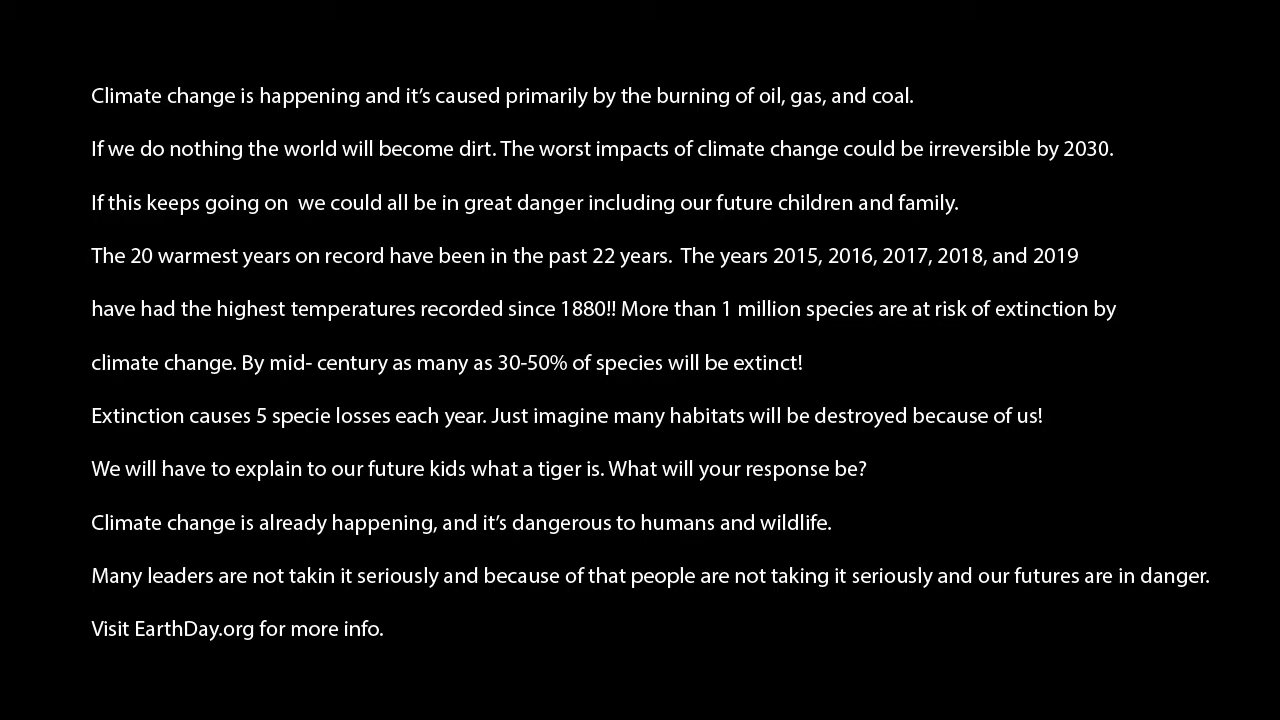 Climate change is happening and it’s caused primarily by the burning of oil, gas, and coal.
If we do nothing the world will become dirt. The worst impacts of climate change could be irreversible by 2030.
If this keeps going on  we could all be in great danger including our future children and family.
The 20 warmest years on record have been in the past 22 years.  The years 2015, 2016, 2017, 2018, and 2019
have had the highest temperatures recorded since 1880!! More than 1 million species are at risk of extinction by
climate change. By mid- century as many as 30-50% of species will be extinct!
Extinction causes 5 specie losses each year. Just imagine many habitats will be destroyed because of us!
We will have to explain to our future kids what a tiger is. What will your response be?
Climate change is already happening, and it’s dangerous to humans and wildlife.
Many leaders are not takin it seriously and because of that people are not taking it seriously and our futures are in danger.
Visit EarthDay.org for more info.